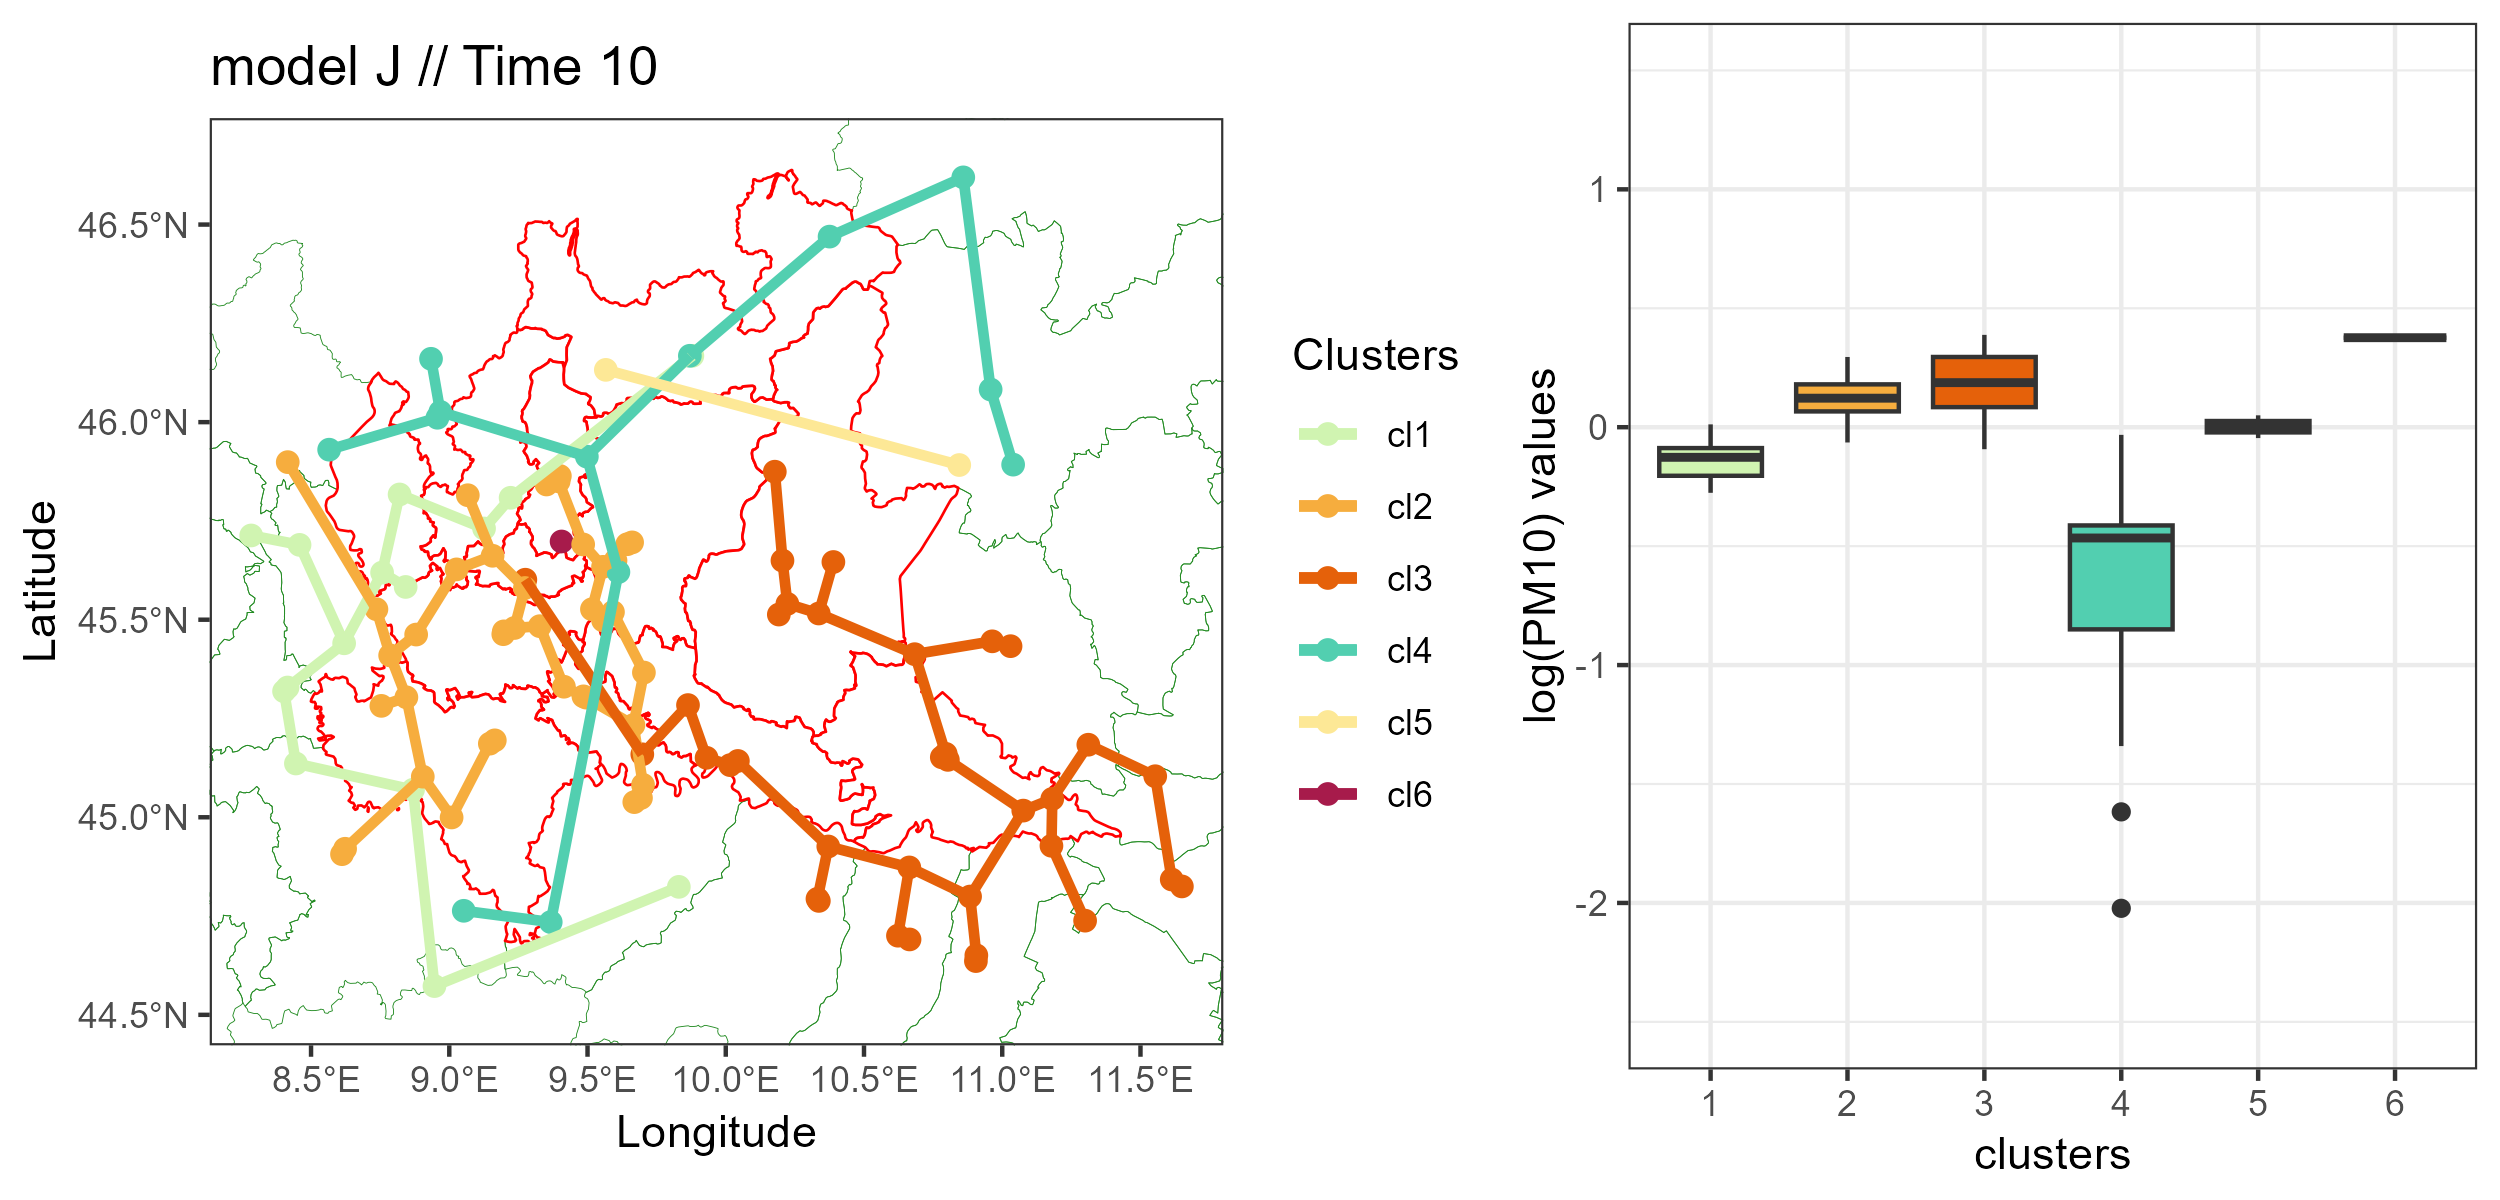 model J // Time 10
Latitude
46.5°N
46.0°N
45.5°N
45.0°N
44.5°N
8.5°E
9.0°E
9.5°E
10.0°E
10.5°E
11.0°E
11.5°E
Longitude
Clusters
cl1
cl2
cl3
cl4
cl5
cl6
log(PM10) values
1
0
-1
-2
1
2
3
4
5
6
clusters